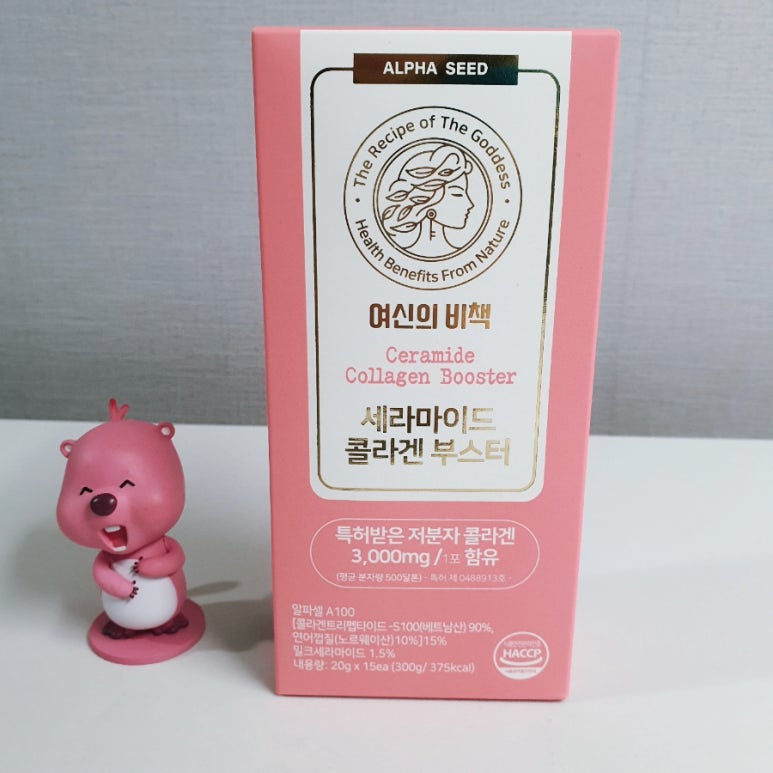 ALPHA SEED
· The Recipe of The Goddess ·
Health Benefits From Nature
여신의 비책
Ceramide
Collagen Booster
세라마이드
콜라겐 부스터
특허받은 저분자 콜라겐
3,000mg /1포 함유
(평균 분자량 500달톤) - 특허 제 0488913호 -
알파셀 A100
[콜라겐트리펩타이드 -S100(베트남산) 90%,
연어껍질(노르웨이산)10%]15%
밀크세라마이드 1.5%
내용량: 20g x 15ea (300g/ 375kcal)
HACCP